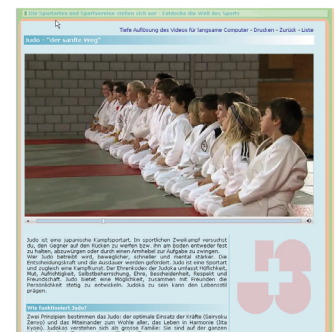 Die Sportarten und Sportvereine stellen sich vor - Entdecke die Welt des Sports
Tiefe Auflösung des Videos für langsame Computer - Drucken - Zurück - Liste
Judo - "der sanfte Weg"
Judo ist eine japanische Kampfsportart. Im sportlichen Zweikampf versuchst
du, den Gegner auf den Rücken zu werfen bzw. ihn am Boden entweder fest
zu halten, abzuwürgen oder durch einen Armhebel zur Aufgabe zu zwingen.
Wer Judo betreibt wird, beweglicher, schneller und mental stärker. Die
Entscheidungskraft und die Ausdauer werden gefördert. Judo ist eine Sportart
und zugleich eine Kampfkunst. Der Ehrenkodex der Judoka umfasst Höflichkeit,
Mut, Aufrichtigkeit, Selbstbeherrschung, Ehre, Bescheidenheit, Respekt und
Freundschaft. Judo bietet eine Möglichkeit, zusammen mit Freunden die
Persönlichkeit stetig zu entwickeln. Judoka zu sein kann den Lebensstil
prägen.
Wie funktioniert Judo?
Zwei Prinzipien bestimmen das Judo: der optimale Einsatz der Kräfte (Seiryoku
Zenyo) und das Miteinander zum Wohle aller, das Leben in Harmonie (Jita
Kyoei). Judokas verstehen sich als grosse Familie. Sie sind auf der ganzen